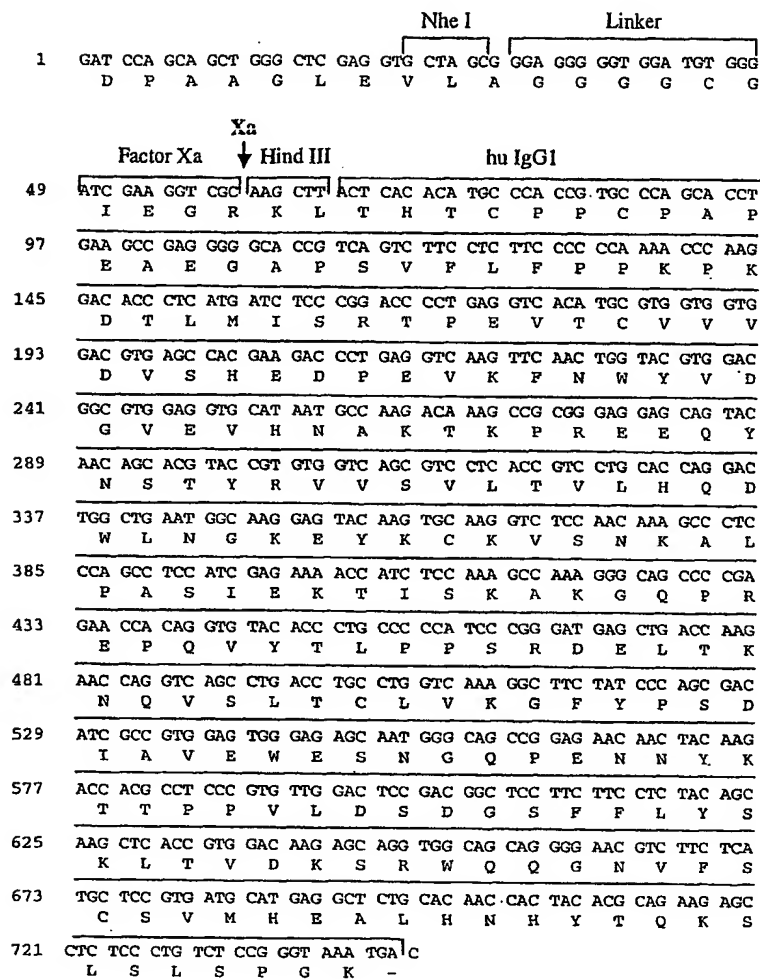 Nhe I Linker
1 GAT CCA GCA GCT GGG CTC GAG GTG CTA GCG GGA GGG GGT GGA TGT GGG
D P A A G L E V L A G G G G C G
Xa
Factor Xa Hind III hu IgG1
49 ATC GAA GGT CGC AAG CTT ACT CAC ACA TGC CCA CCG TGC CCA GCA CCT
I E G R K L T H T C P P C P A P
97 GAA GCC GAG GGG GCA CCG TCA GTC TTC CTC TTC CCC CCA AAA CCC AAG
E A E G A P S V F L F P P K P K
145 GAC ACC CTC ATG ATC TCC CGG ACC CCT GAG GTC ACA TGC GTG GTG GTG
D T L M I S R T P E V T C V V V
193 GAC GTG AGC CAC GAA GAC CCT GAG GTC AAG TTC AAC TGG TAC GTG GAC
D V S H E D P E V K F N W Y V D
241 GGC GTG GAG GTG CAT AAT GCC AAG ACA AAG CCG CGG GAG GAG CAG TAC
G V E V H N A K T K P R E E Q Y
289 AAC AGC ACG TAC CGT GTG GTC AGC GTC CTC ACC GTC CTG CAC CAG GAC
N S T Y R V V S V L T V L H Q D
337 TGG CTG AAT GGC AAG GAG TAC AAG TGC AAG GTC TCC AAC AAA GCC CTC
W L N G K E Y K C K V S N K A L
385 CCA GCC TCC ATC GAG AAA ACC ATC TCC AAA GCC AAA GGG CAG CCC CGA
P A S I E K T I S K A K G Q P R
433 GAA CCA CAG GTG TAC ACC CTG CCC CCA TCC CGG GAT GAG CTG ACC AAG
E P Q V Y T L P P S R D E L T K
481 AAC CAG GTC AGC CTG ACC TGC CTG GTC AAA GGC TTC TAT CCC AGC GAC
N Q V S L T C L V K G F Y P S D
529 ATC GCC GTG GAG TGG GAG AGC AAT GGG CAG CCG GAG AAC AAC TAC AAG
I A V E W E S N G Q P E N N Y K
577 ACC ACG CCT CCC GTG TTG GAC TCC GAC GGC TCC TTC TTC CTC TAC AGC
T T P P V L D S D G S F F L Y S
625 AAG CTC ACC GTG GAC AAG AGC AGG TGG CAG CAG GGG AAC GTC TTC TCA
K L T V D K S R W Q Q G N V F S
673 TGC TCC GTG ATG CAT GAG GCT CTG CAC AAC CAC TAC ACG CAG AAG AGC
C S V M H E A L H N H Y T Q K S
721 CTC TCC CTG TCT CCG GGT AAA TGA C
L S L S P G K –